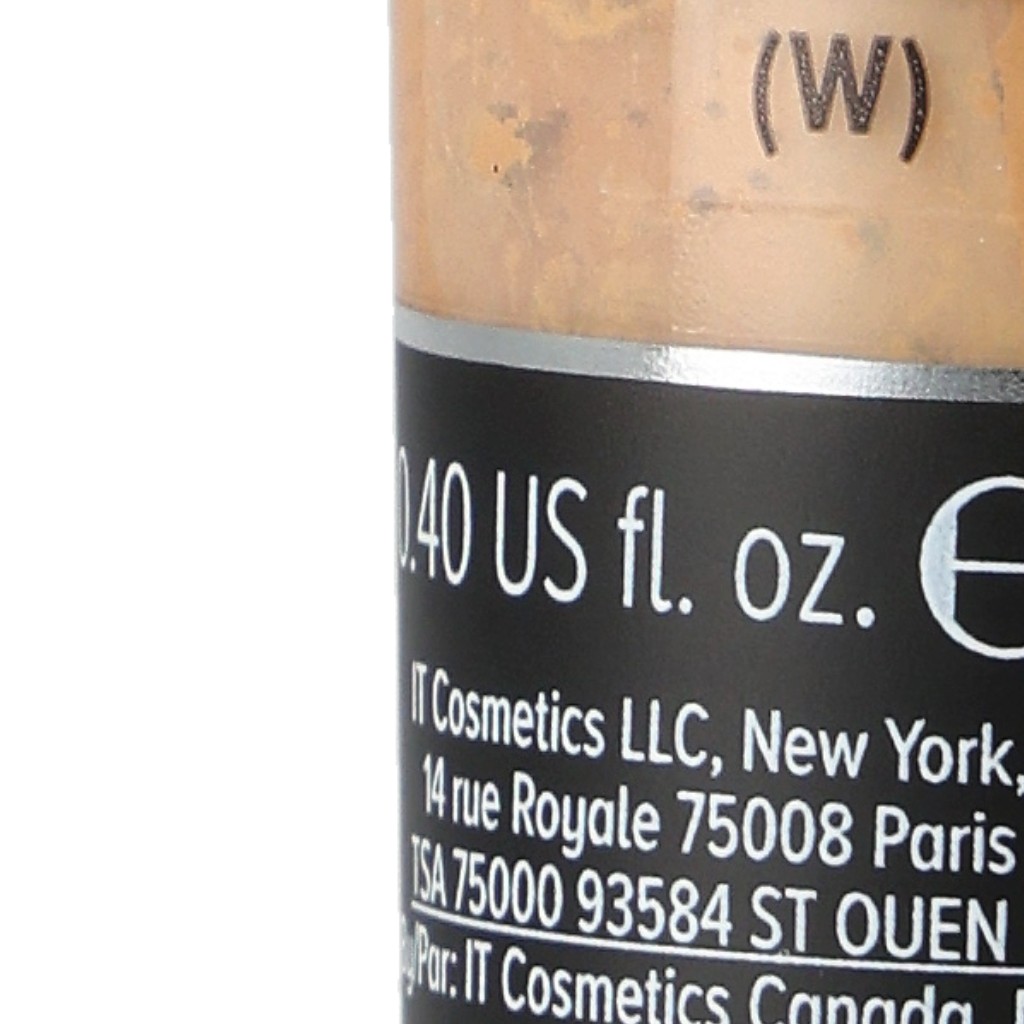 (W)
0.40 US fl. oz. ℮
IT Cosmetics LLC, New York,
14 rue Royale 75008 Paris
TSA 75000 93584 ST OUEN
By/Par: IT Cosmetics Canada,